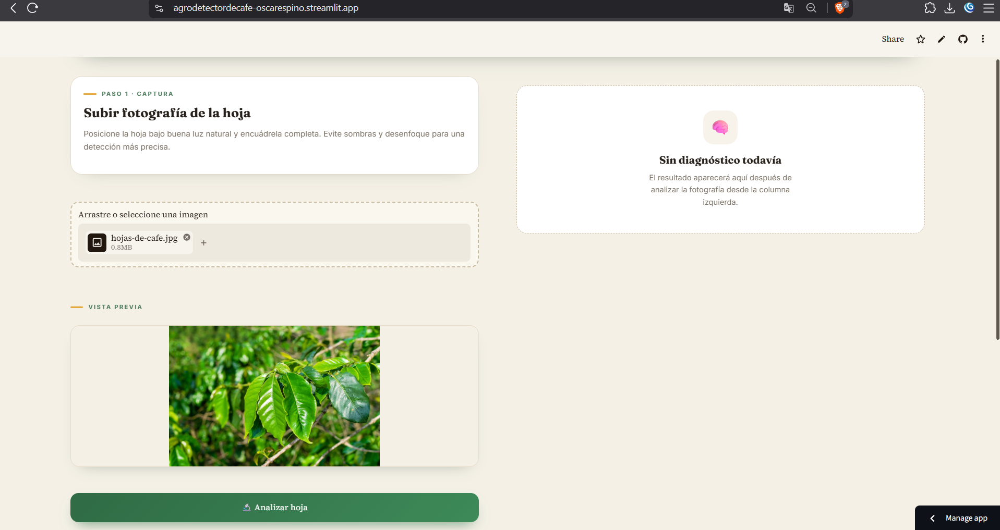 agrodetectordecafe-oscarespino.streamlit.app
2
Share
PASO 1 · CAPTURA
Subir fotografía de la hoja
Posicione la hoja bajo buena luz natural y encuádrela completa. Evite sombras y desenfoque para una
detección más precisa.
Arrastre o seleccione una imagen
hojas-de-cafe.jpg
0.8MB
VISTA PREVIA
Analizar hoja
Sin diagnóstico todavía
El resultado aparecerá aquí después de
analizar la fotografía desde la columna
izquierda.
Manage app